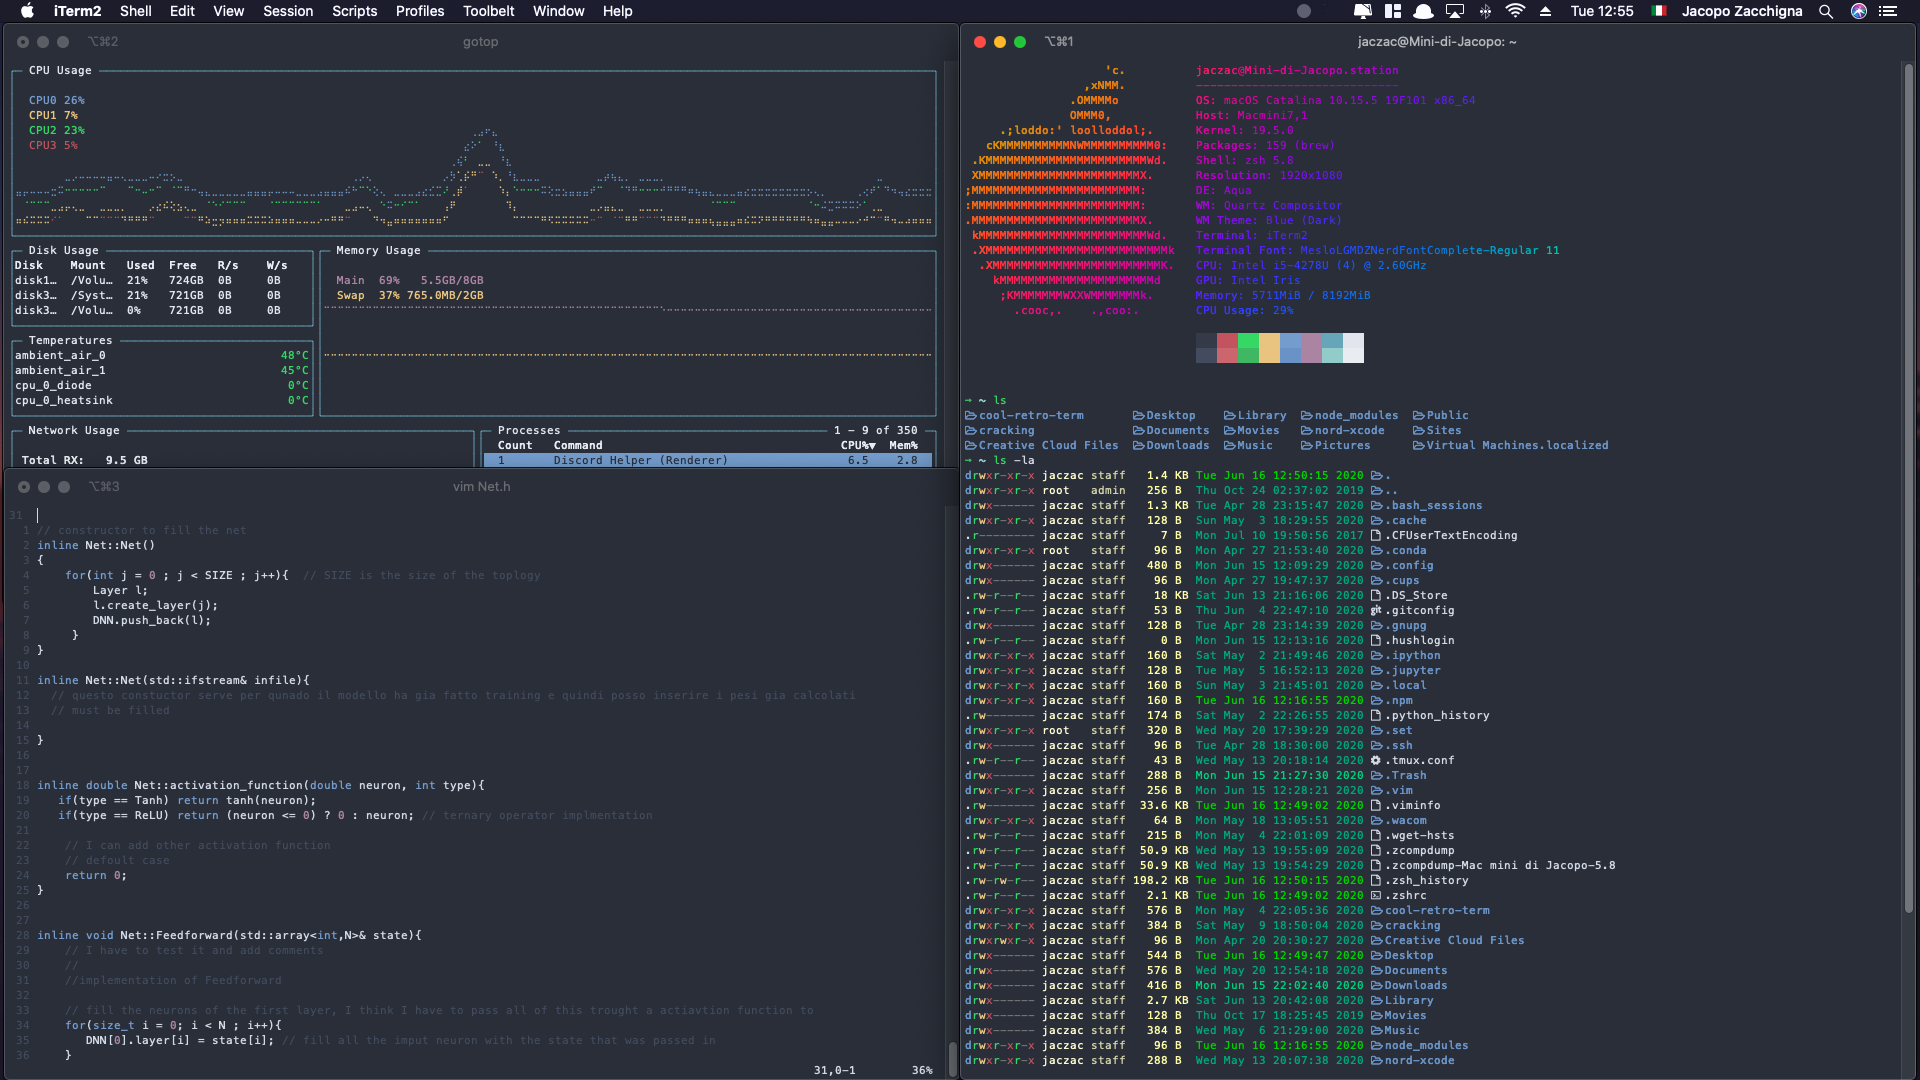 iTerm2 Shell Edit View Session Scripts Profiles Toolbelt Window Help
Tue 12:55 Jacopo Zacchigna
⌥⌘2 gotop
CPU Usage
CPU0 26%
CPU1 7%
CPU2 23%
CPU3 5%
Disk Usage
Disk Mount Used Free R/s W/s
disk1… /Volu… 21% 724GB 0B 0B
disk3… /Syst… 21% 721GB 0B 0B
disk3… /Volu… 0% 721GB 0B 0B
Memory Usage
Main 69% 5.5GB/8GB
Swap 37% 765.0MB/2GB
Temperatures
ambient_air_0 48°C
ambient_air_1 45°C
cpu_0_diode 0°C
cpu_0_heatsink 0°C
Network Usage
Total RX: 9.5 GB
Processes 1 - 9 of 350
Count Command CPU%▼ Mem%
1 Discord Helper (Renderer) 6.5 2.8
⌥⌘3 vim Net.h
31
1 // constructor to fill the net
2 inline Net::Net()
3 {
4 for(int j = 0 ; j < SIZE ; j++){ // SIZE is the size of the toplogy
5 Layer l;
6 l.create_layer(j);
7 DNN.push_back(l);
8 }
9 }
10
11 inline Net::Net(std::ifstream& infile){
12 // questo constuctor serve per qunado il modello ha gia fatto training e quindi posso inserire i pesi gia calcolati
13 // must be filled
14
15 }
16
17
18 inline double Net::activation_function(double neuron, int type){
19 if(type == Tanh) return tanh(neuron);
20 if(type == ReLU) return (neuron <= 0) ? 0 : neuron; // ternary operator implmentation
21
22 // I can add other activation function
23 // defoult case
24 return 0;
25 }
26
27
28 inline void Net::Feedforward(std::array<int,N>& state){
29 // I have to test it and add comments
30 //
31 //implementation of Feedforward
32
33 // fill the neurons of the first layer, I think I have to pass all of this trought a actiavtion function to
34 for(size_t i = 0; i < N ; i++){
35 DNN[0].layer[i] = state[i]; // fill all the imput neuron with the state that was passed in
36 }
31,0-1 36%
⌥⌘1 jaczac@Mini-di-Jacopo: ~
'c.
,xNMM.
.OMMMMo
OMMM0,
.;loddo:' loolloddol;.
cKMMMMMMMMMMNWMMMMMMMMMM0:
.KMMMMMMMMMMMMMMMMMMMMMMMWd.
XMMMMMMMMMMMMMMMMMMMMMMMX.
;MMMMMMMMMMMMMMMMMMMMMMMM:
:MMMMMMMMMMMMMMMMMMMMMMMM:
.MMMMMMMMMMMMMMMMMMMMMMMMX.
kMMMMMMMMMMMMMMMMMMMMMMMMWd.
.XMMMMMMMMMMMMMMMMMMMMMMMMMMk
.XMMMMMMMMMMMMMMMMMMMMMMMMK.
kMMMMMMMMMMMMMMMMMMMMMMd
;KMMMMMMMWXXWMMMMMMMk.
.cooc,. .,coo:.
jaczac@Mini-di-Jacopo.station
-----------------------------
OS: macOS Catalina 10.15.5 19F101 x86_64
Host: Macmini7,1
Kernel: 19.5.0
Packages: 159 (brew)
Shell: zsh 5.8
Resolution: 1920x1080
DE: Aqua
WM: Quartz Compositor
WM Theme: Blue (Dark)
Terminal: iTerm2
Terminal Font: MesloLGMDZNerdFontComplete-Regular 11
CPU: Intel i5-4278U (4) @ 2.60GHz
GPU: Intel Iris
Memory: 5711MiB / 8192MiB
CPU Usage: 29%
→ ~ ls
cool-retro-term Desktop Library node_modules Public
cracking Documents Movies nord-xcode Sites
Creative Cloud Files Downloads Music Pictures Virtual Machines.localized
→ ~ ls -la
drwxr-xr-x jaczac staff 1.4 KB Tue Jun 16 12:50:15 2020 .
drwxr-xr-x root admin 256 B Thu Oct 24 02:37:02 2019 ..
drwx------ jaczac staff 1.3 KB Tue Apr 28 23:15:47 2020 .bash_sessions
drwxr-xr-x jaczac staff 128 B Sun May 3 18:29:55 2020 .cache
.r-------- jaczac staff 7 B Mon Jul 10 19:50:56 2017 .CFUserTextEncoding
drwxr-xr-x root staff 96 B Mon Apr 27 21:53:40 2020 .conda
drwx------ jaczac staff 480 B Mon Jun 15 12:09:29 2020 .config
drwx------ jaczac staff 96 B Mon Apr 27 19:47:37 2020 .cups
.rw-r--r-- jaczac staff 18 KB Sat Jun 13 21:16:06 2020 .DS_Store
.rw-r--r-- jaczac staff 53 B Thu Jun 4 22:47:10 2020 .gitconfig
drwx------ jaczac staff 128 B Tue Apr 28 23:14:39 2020 .gnupg
.rw-r--r-- jaczac staff 0 B Mon Jun 15 12:13:16 2020 .hushlogin
drwxr-xr-x jaczac staff 160 B Sat May 2 21:49:46 2020 .ipython
drwxr-xr-x jaczac staff 128 B Tue May 5 16:52:13 2020 .jupyter
drwxr-xr-x jaczac staff 160 B Sun May 3 21:45:01 2020 .local
drwxr-xr-x jaczac staff 160 B Tue Jun 16 12:16:55 2020 .npm
.rw------- jaczac staff 174 B Sat May 2 22:26:55 2020 .python_history
drwxr-xr-x root staff 320 B Wed May 20 17:39:29 2020 .set
drwx------ jaczac staff 96 B Tue Apr 28 18:30:00 2020 .ssh
.rw-r--r-- jaczac staff 43 B Wed May 13 20:18:14 2020 .tmux.conf
drwx------ jaczac staff 288 B Mon Jun 15 21:27:30 2020 .Trash
drwxr-xr-x jaczac staff 256 B Mon Jun 15 12:28:21 2020 .vim
.rw------- jaczac staff 33.6 KB Tue Jun 16 12:49:02 2020 .viminfo
drwxr-xr-x jaczac staff 64 B Mon May 18 13:05:51 2020 .wacom
.rw-r--r-- jaczac staff 215 B Mon May 4 22:01:09 2020 .wget-hsts
.rw-r--r-- jaczac staff 50.9 KB Wed May 13 19:55:09 2020 .zcompdump
.rw-r--r-- jaczac staff 50.9 KB Wed May 13 19:54:29 2020 .zcompdump-Mac mini di Jacopo-5.8
.rw-rw-r-- jaczac staff 198.2 KB Tue Jun 16 12:50:15 2020 .zsh_history
.rw-r--r-- jaczac staff 2.1 KB Tue Jun 16 12:49:02 2020 .zshrc
drwxr-xr-x jaczac staff 576 B Mon May 4 22:05:36 2020 cool-retro-term
drwxr-xr-x jaczac staff 384 B Sat May 9 18:50:04 2020 cracking
drwxrwxr-x jaczac staff 96 B Mon Apr 20 20:30:27 2020 Creative Cloud Files
drwx------ jaczac staff 544 B Tue Jun 16 12:49:47 2020 Desktop
drwx------ jaczac staff 576 B Wed May 20 12:54:18 2020 Documents
drwx------ jaczac staff 416 B Mon Jun 15 22:02:40 2020 Downloads
drwx------ jaczac staff 2.7 KB Sat Jun 13 20:42:08 2020 Library
drwx------ jaczac staff 128 B Thu Oct 17 18:25:45 2019 Movies
drwx------ jaczac staff 384 B Wed May 6 21:29:00 2020 Music
drwxr-xr-x jaczac staff 96 B Tue Jun 16 12:16:55 2020 node_modules
drwxr-xr-x jaczac staff 288 B Wed May 13 20:07:38 2020 nord-xcode